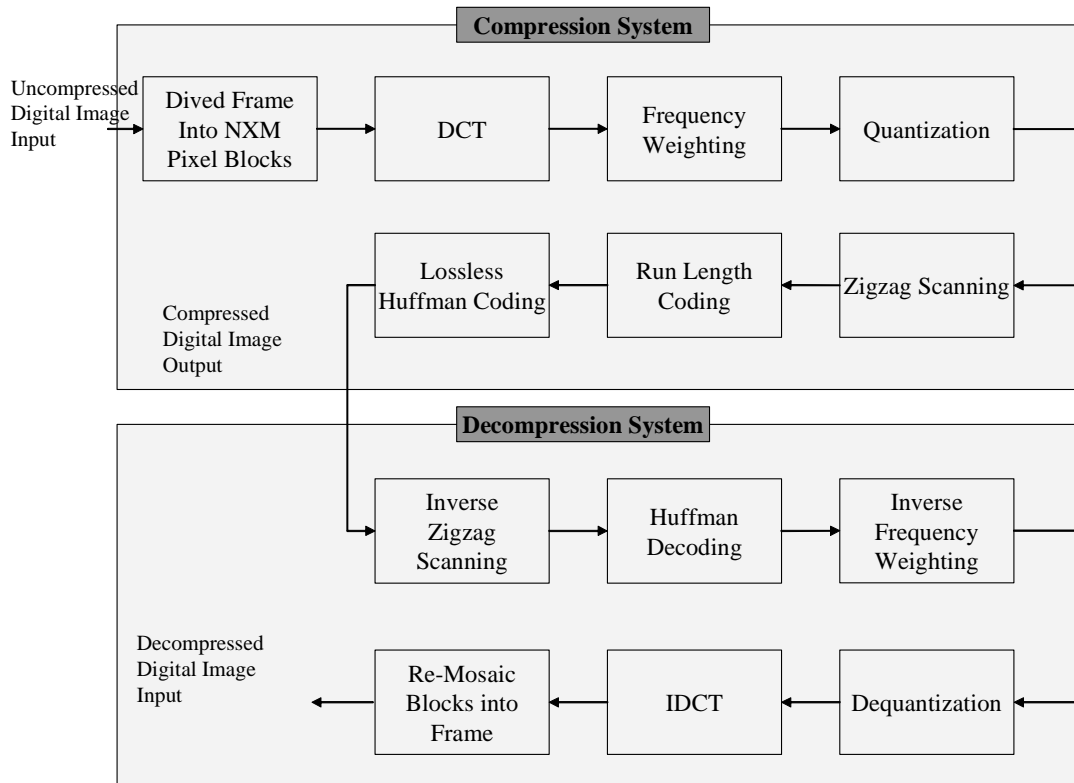 Compression System
Uncompressed
Digital Image
Input
Dived Frame
Into NXM
Pixel Blocks
DCT
Frequency
Weighting
Quantization
Lossless
Huffman Coding
Run Length
Coding
Zigzag Scanning
Compressed
Digital Image
Output
Decompression System
Inverse
Zigzag
Scanning
Huffman
Decoding
Inverse
Frequency
Weighting
Decompressed
Digital Image
Input
Re-Mosaic
Blocks into
Frame
IDCT
Dequantization